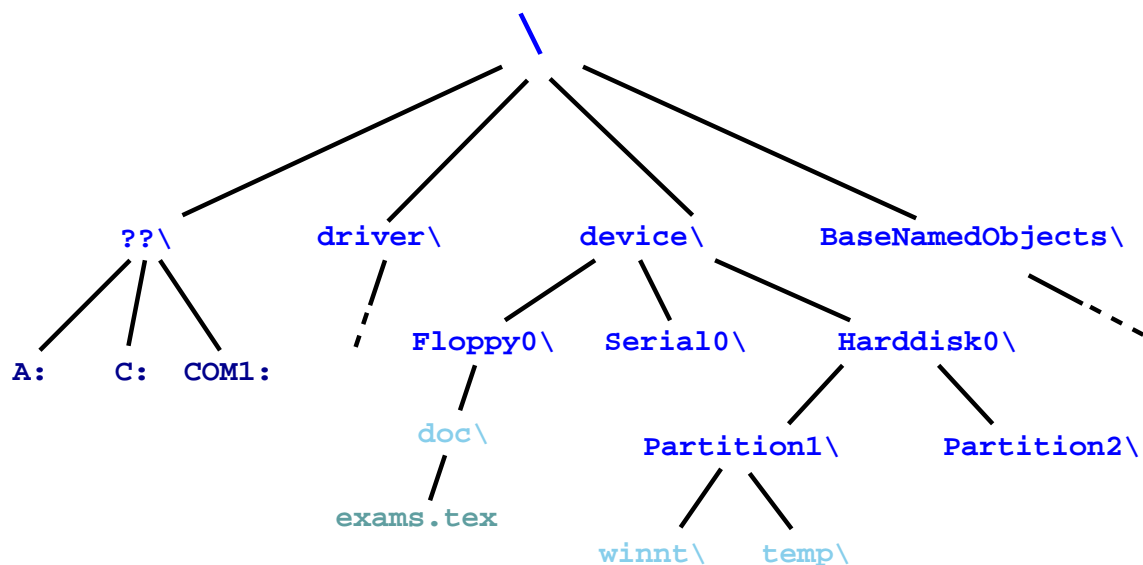 \
??\ driver\ device\ BaseNamedObjects\
Floppy0\ Serial0\ Harddisk0\
A: C: COM1:
doc\ Partition1\ Partition2\
exams.tex
winnt\ temp\